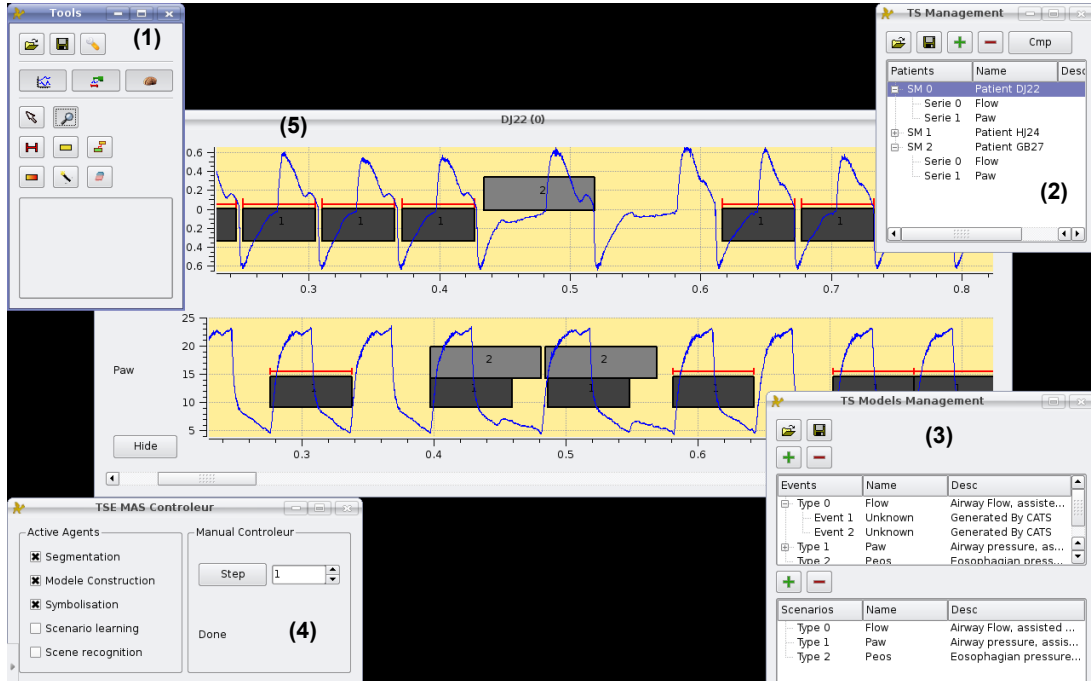 Tools
(1)
TS Management
Cmp
Patients Name Desc
SM 0 Patient DJ22
Serie 0 Flow
Serie 1 Paw
SM 1 Patient HJ24
SM 2 Patient GB27
Serie 0 Flow
Serie 1 Paw
(2)
(5)
DJ22 (0)
0.6
0.4
0.2
0
0.2
0.4
0.6
1 1 1 2 1 1
0.3 0.4 0.5 0.6 0.7 0.8
Paw
25
20
15
10
5
2 2
1 1 1 1 1 1
0.3 0.4 0.5 0.6
Hide
TS Models Management
(3)
Events Name Desc
Type 0 Flow Airway Flow, assiste...
Event 1 Unknown Generated By CATS
Event 2 Unknown Generated By CATS
Type 1 Paw Airway pressure, as...
Type 2 Peos Eosophagian press...
Scenarios Name Desc
Type 0 Flow Airway Flow, assisted ...
Type 1 Paw Airway pressure, assis...
Type 2 Peos Eosophagian pressure...
TSE MAS Controleur
Active Agents
Segmentation
Modele Construction
Symbolisation
Scenario learning
Scene recognition
Manual Controleur
Step 1
Done
(4)